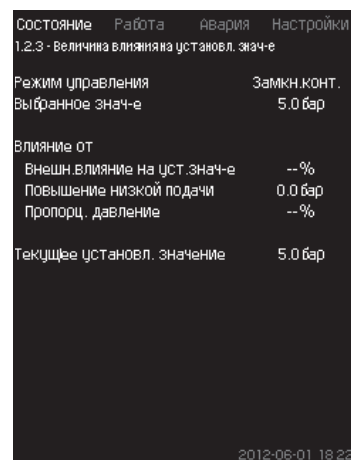 Состояние Работа Авария Настройки
1.2.3 - Величина влияния на установл. знач-е
Режим управления Замкн.конт.
Выбранное знач-е 5.0 бар
Влияние от
Внешн.влияние на уст.знач-е --%
Повышение низкой подачи 0.0 бар
Пропорц. давление --%
Текущее установл. значение 5.0 бар
2012-06-01 18:22